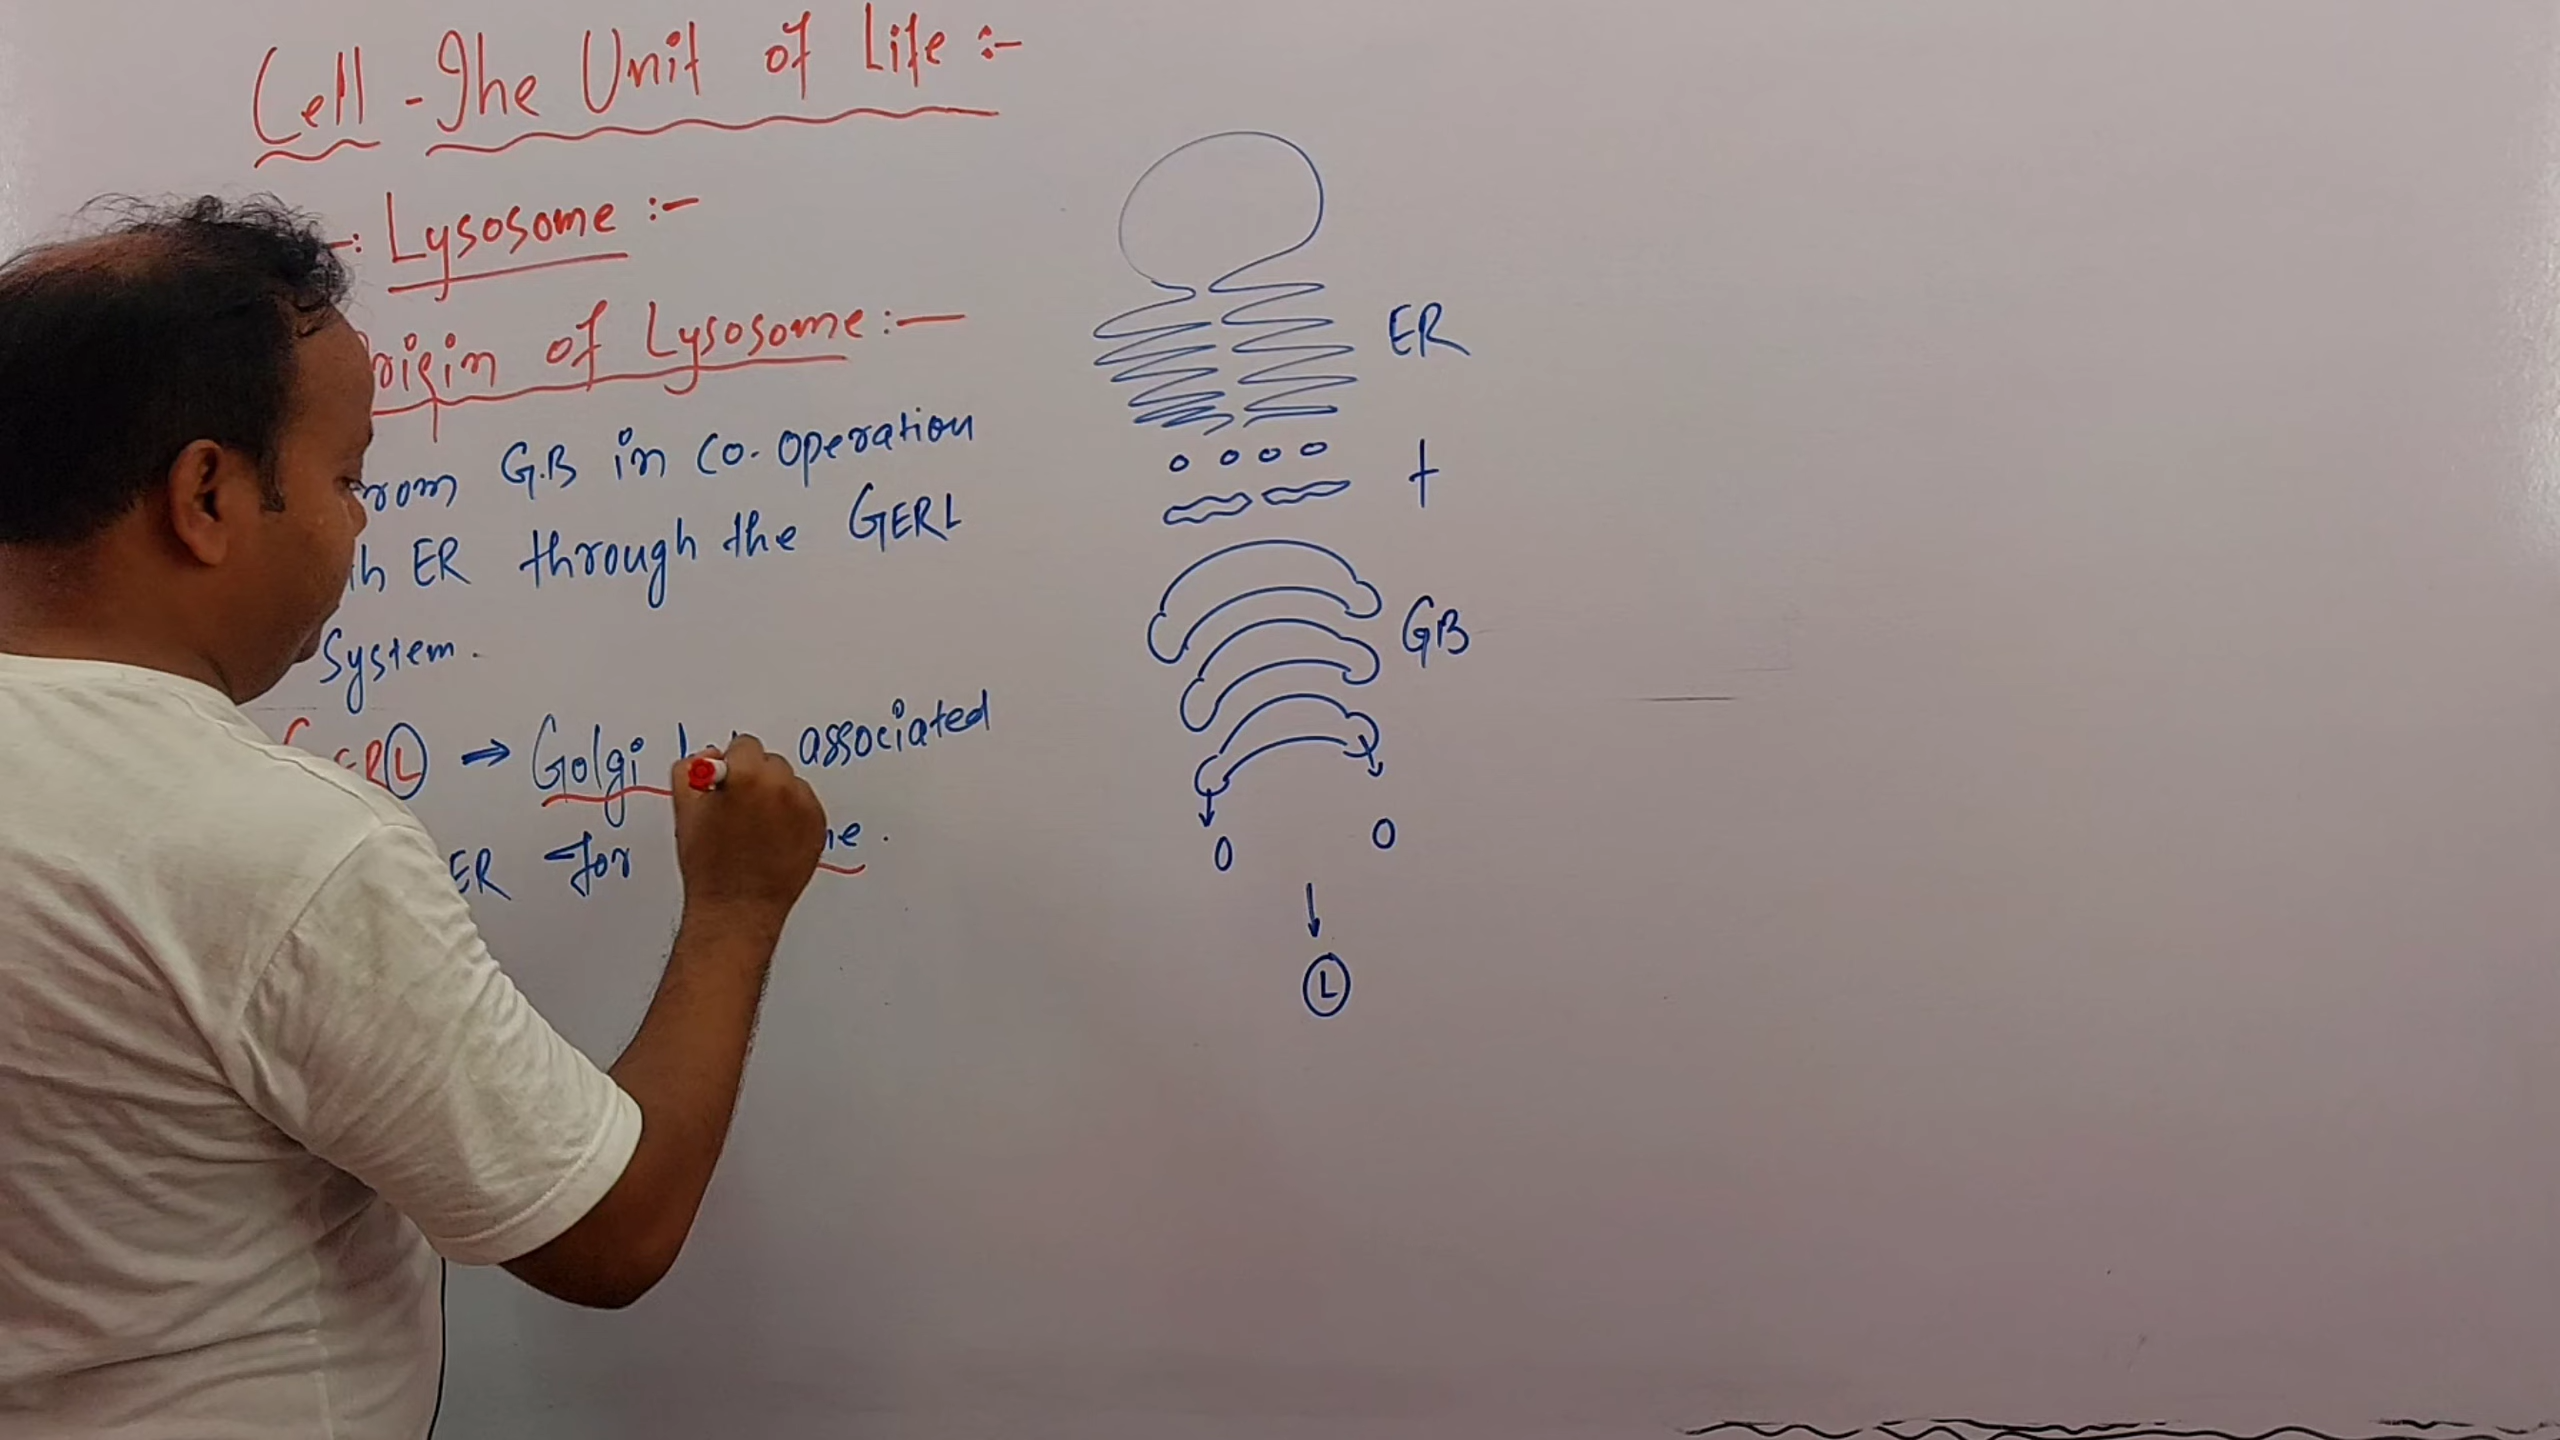 Cell - The Unit of Life :-
-: Lysosome :-
of Lysosome :-
G.B in co-operation
ER through the GERL
System.
L → Golgi associated
ER for
ER
+
GB
L